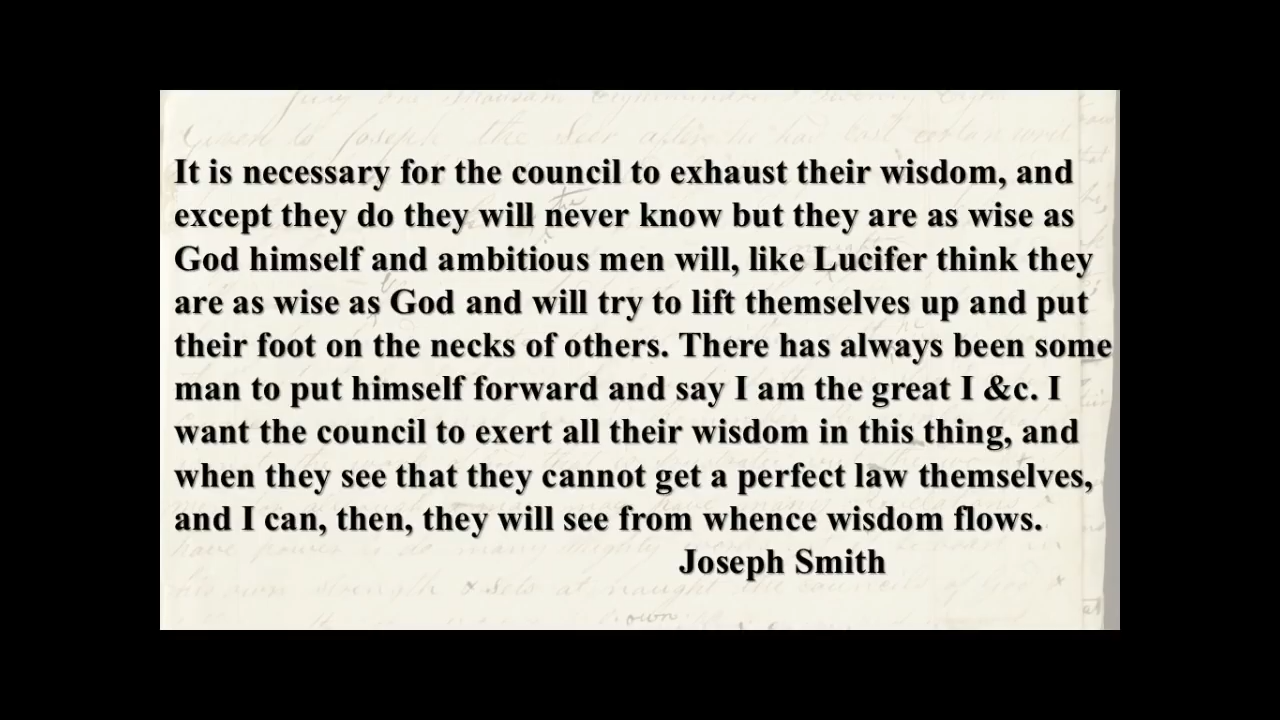 It is necessary for the council to exhaust their wisdom, and
except they do they will never know but they are as wise as
God himself and ambitious men will, like Lucifer think they
are as wise as God and will try to lift themselves up and put
their foot on the necks of others. There has always been some
man to put himself forward and say I am the great I &c. I
want the council to exert all their wisdom in this thing, and
when they see that they cannot get a perfect law themselves,
and I can, then, they will see from whence wisdom flows.
Joseph Smith